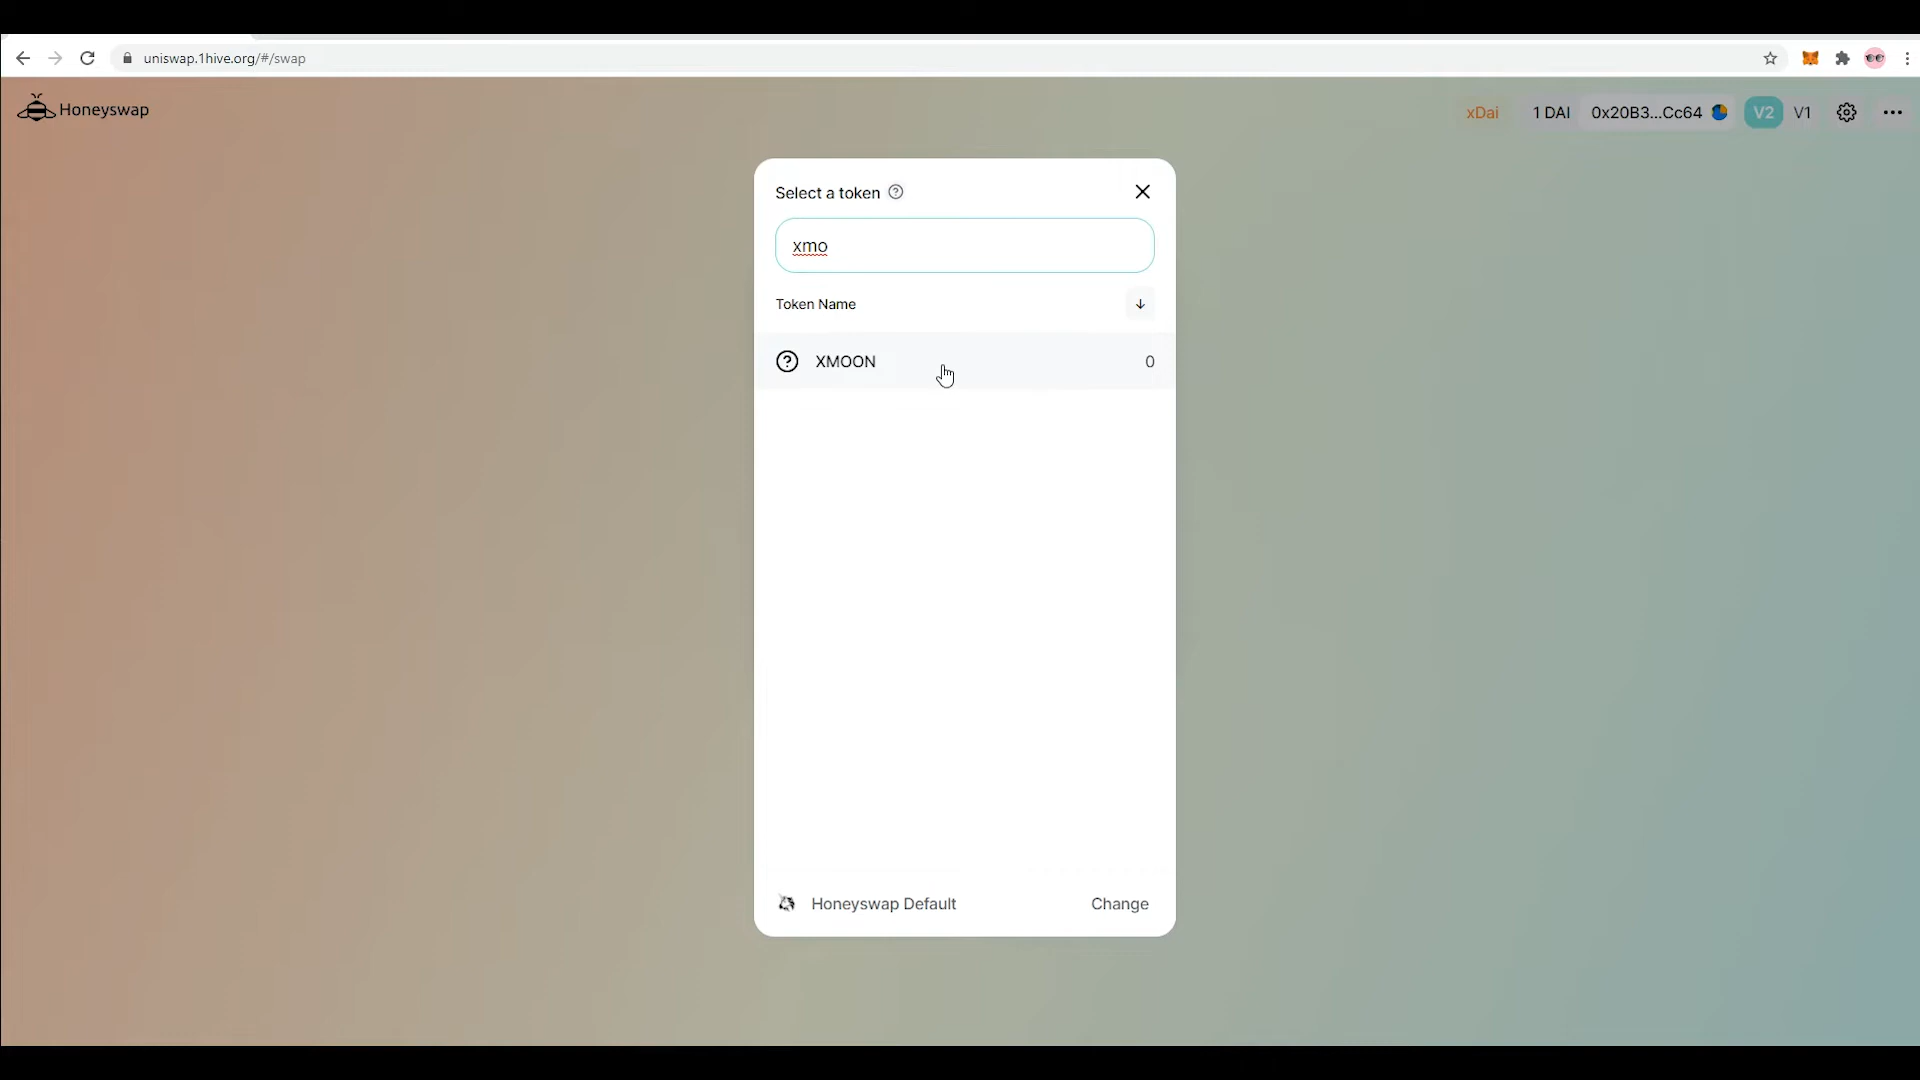 uniswap.1hive.org/#/swap
Honeyswap
xDai 1 DAI 0x20B3...Cc64 V2 V1
Select a token
xmo
Token Name
XMOON 0
Honeyswap Default Change